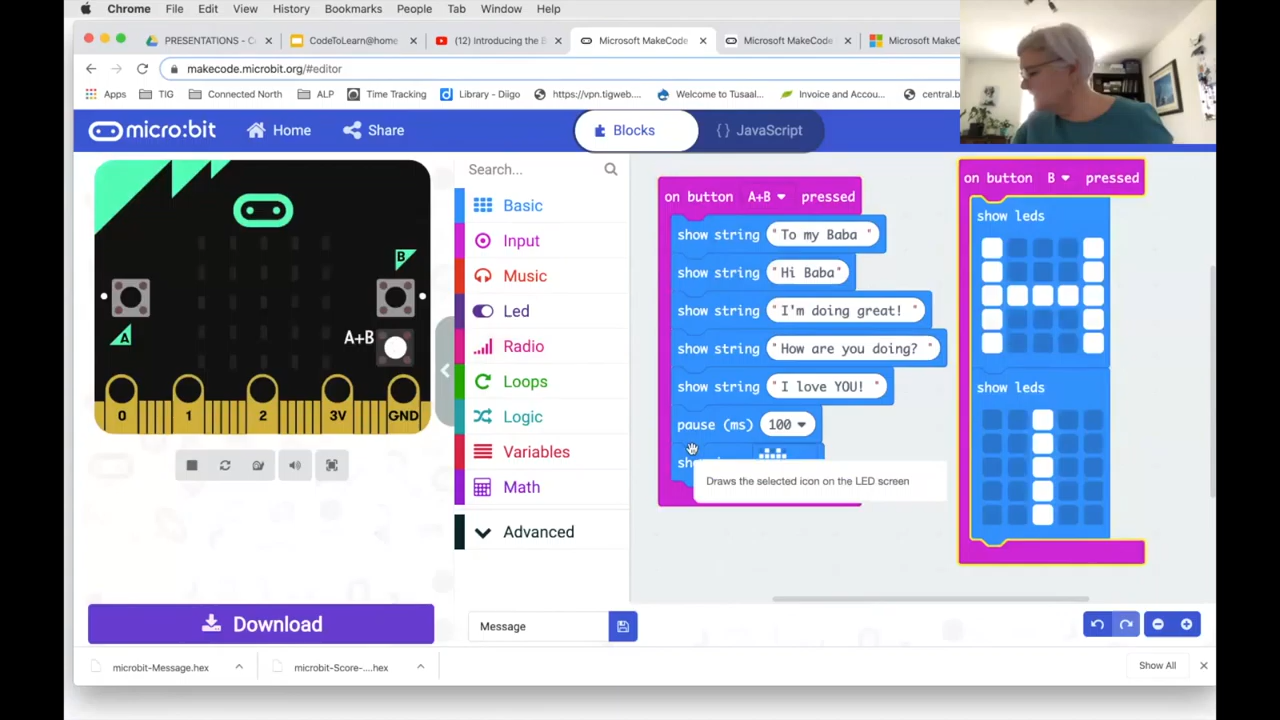 Chrome File Edit View History Bookmarks People Tab Window Help
PRESENTATIONS - C
CodeToLearn@home
(12) Introducing the E
Microsoft MakeCode
Microsoft MakeCode
Microsoft MakeC
makecode.microbit.org/#editor
Apps TIG Connected North ALP Time Tracking Library - Diigo https://vpn.tigweb... Welcome to Tusaal... Invoice and Accou... central.b
micro:bit Home Share Blocks {} JavaScript
B
A
A+B
0 1 2 3V GND
Download
Search...
Basic
Input
Music
Led
Radio
Loops
Logic
Variables
Math
Advanced
on button A+B pressed
show string "To my Baba "
show string "Hi Baba"
show string "I'm doing great! "
show string "How are you doing? "
show string "I love YOU! "
pause (ms) 100
Draws the selected icon on the LED screen
on button B pressed
show leds
show leds
Message
microbit-Message.hex
microbit-Score-....hex
Show All